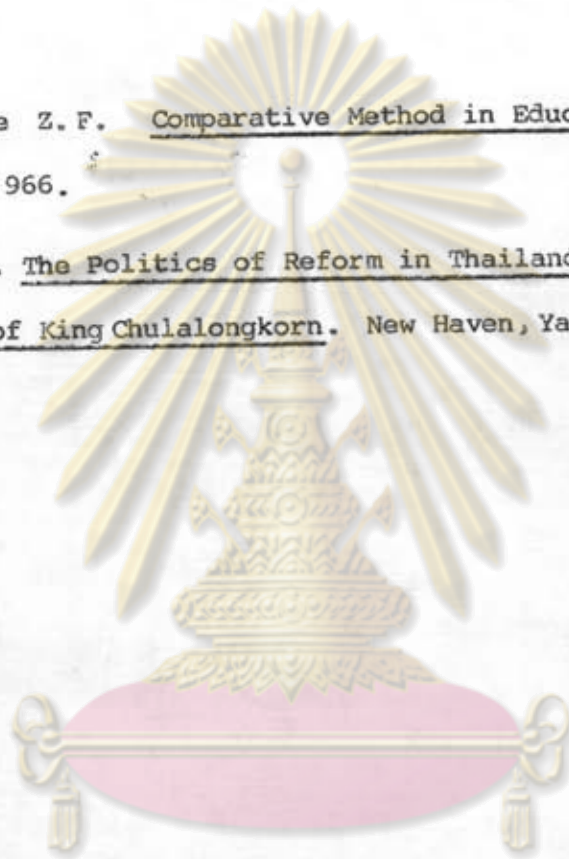 e Z.F. Comparative Method in Educ
966.
. The Politics of Reform in Thailand
of King Chulalongkorn. New Haven, Ya